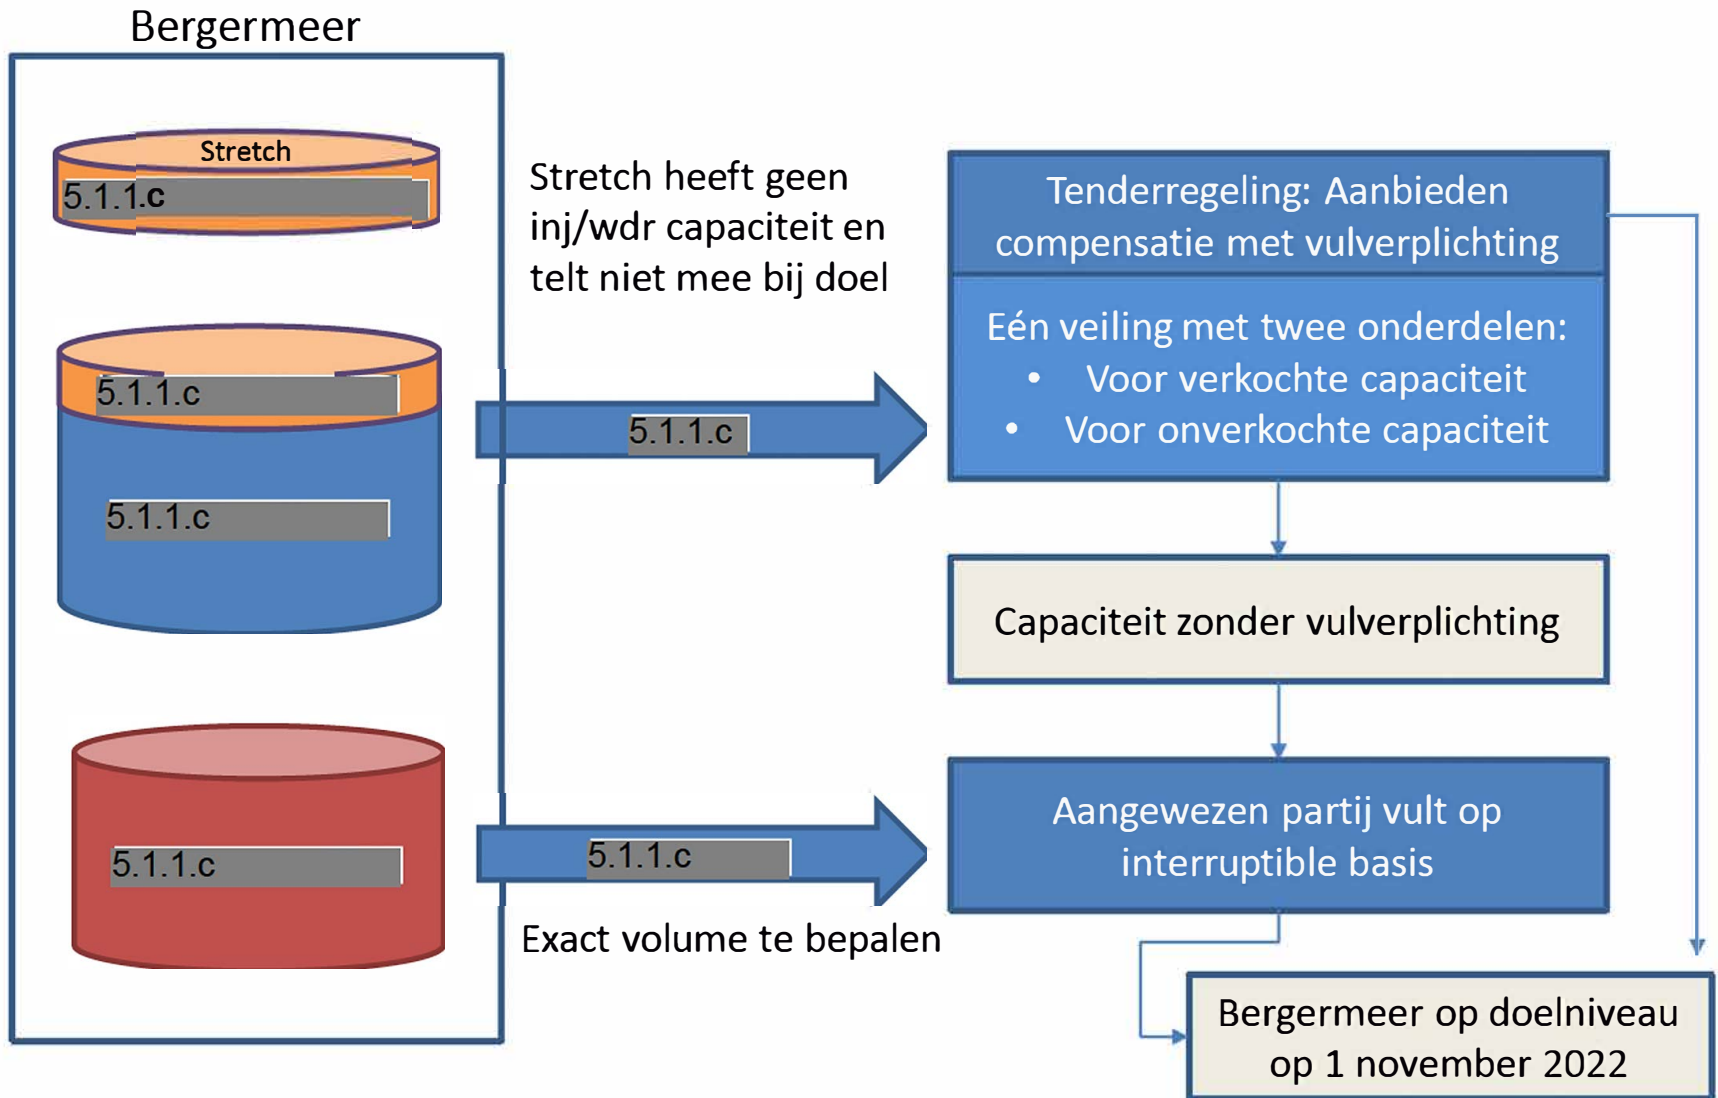 Bergermeer
Stretch
5.1.1.c
5.1.1.c
5.1.1.c
5.1.1.c
Stretch heeft geen
inj/wdr capaciteit en
telt niet mee bij doel
5.1.1.c
5.1.1.c
Exact volume te bepalen
Tenderregeling: Aanbieden
compensatie met vulverplichting
Eén veiling met twee onderdelen:
• Voor verkochte capaciteit
• Voor onverkochte capaciteit
Capaciteit zonder vulverplichting
Aangewezen partij vult op
interruptible basis
Bergermeer op doelniveau
op 1 november 2022